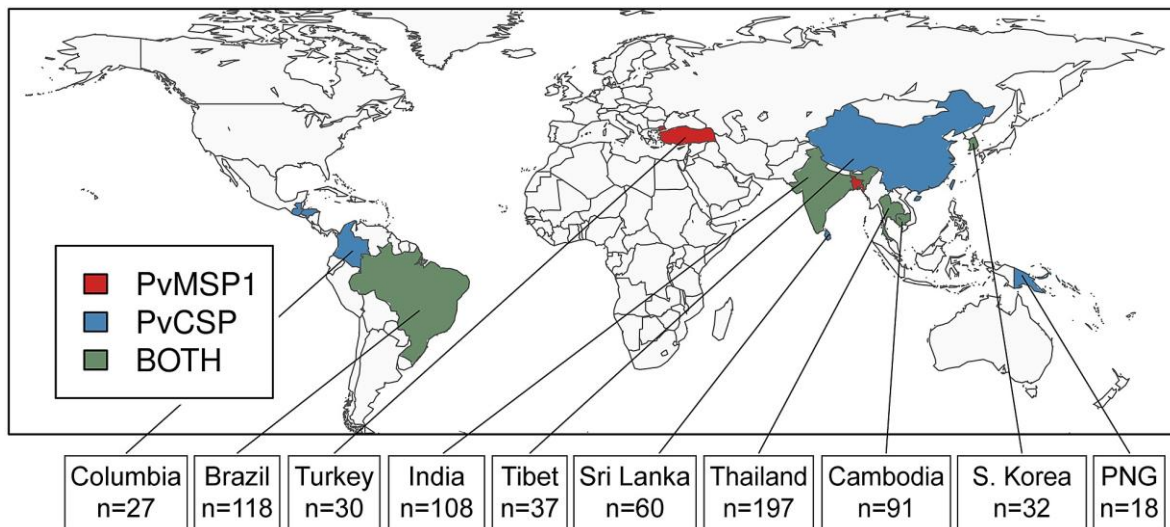 PvMSP1
PvCSP
BOTH
Columbia
n=27
Brazil
n=118
Turkey
n=30
India
n=108
Tibet
n=37
Sri Lanka
n=60
Thailand
n=197
Cambodia
n=91
S. Korea
n=32
PNG
n=18